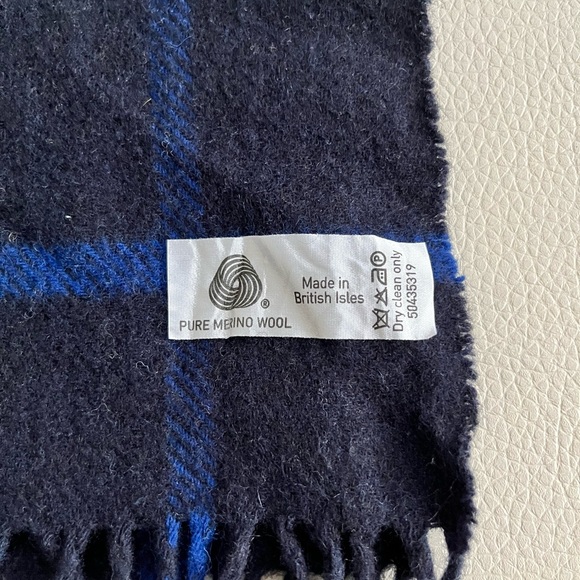 ®
PURE MERINO WOOL
Made in
British Isles
P
Dry clean only
50435319